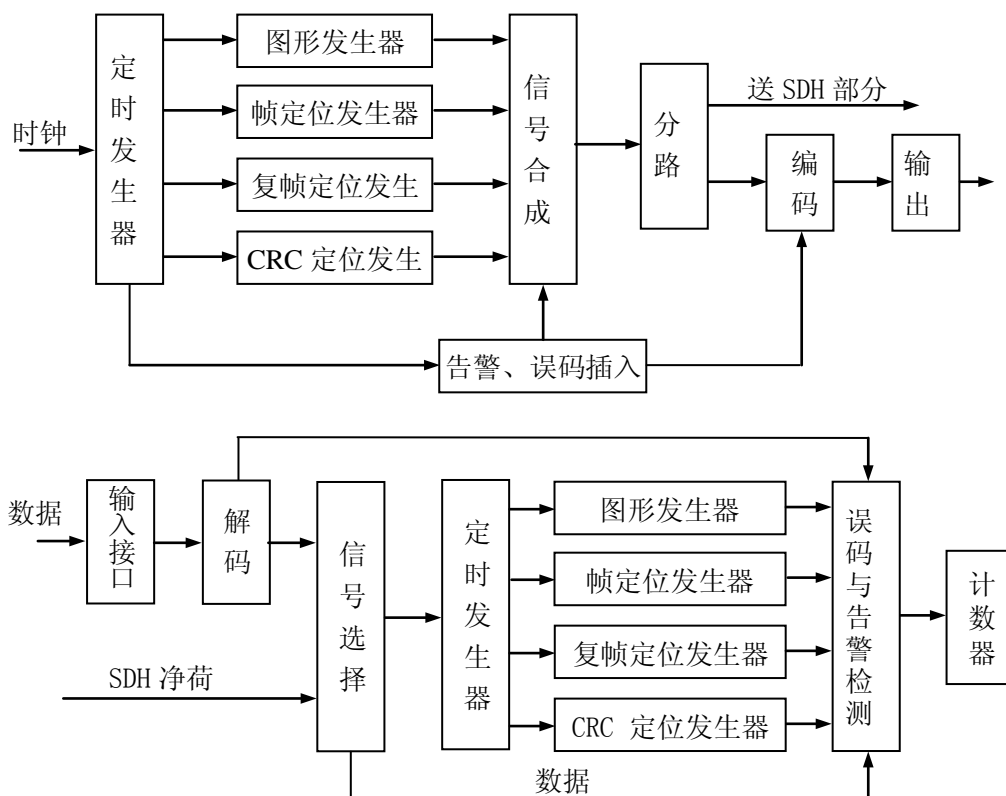 时钟
定时发生器
图形发生器
帧定位发生器
复帧定位发生
CRC 定位发生
信号合成
分路
送 SDH 部分
编码
输出
告警、误码插入
数据
输入接口
解码
SDH 净荷
信号选择
定时发生器
图形发生器
帧定位发生器
复帧定位发生器
CRC 定位发生器
误码与告警检测
计数器
数据